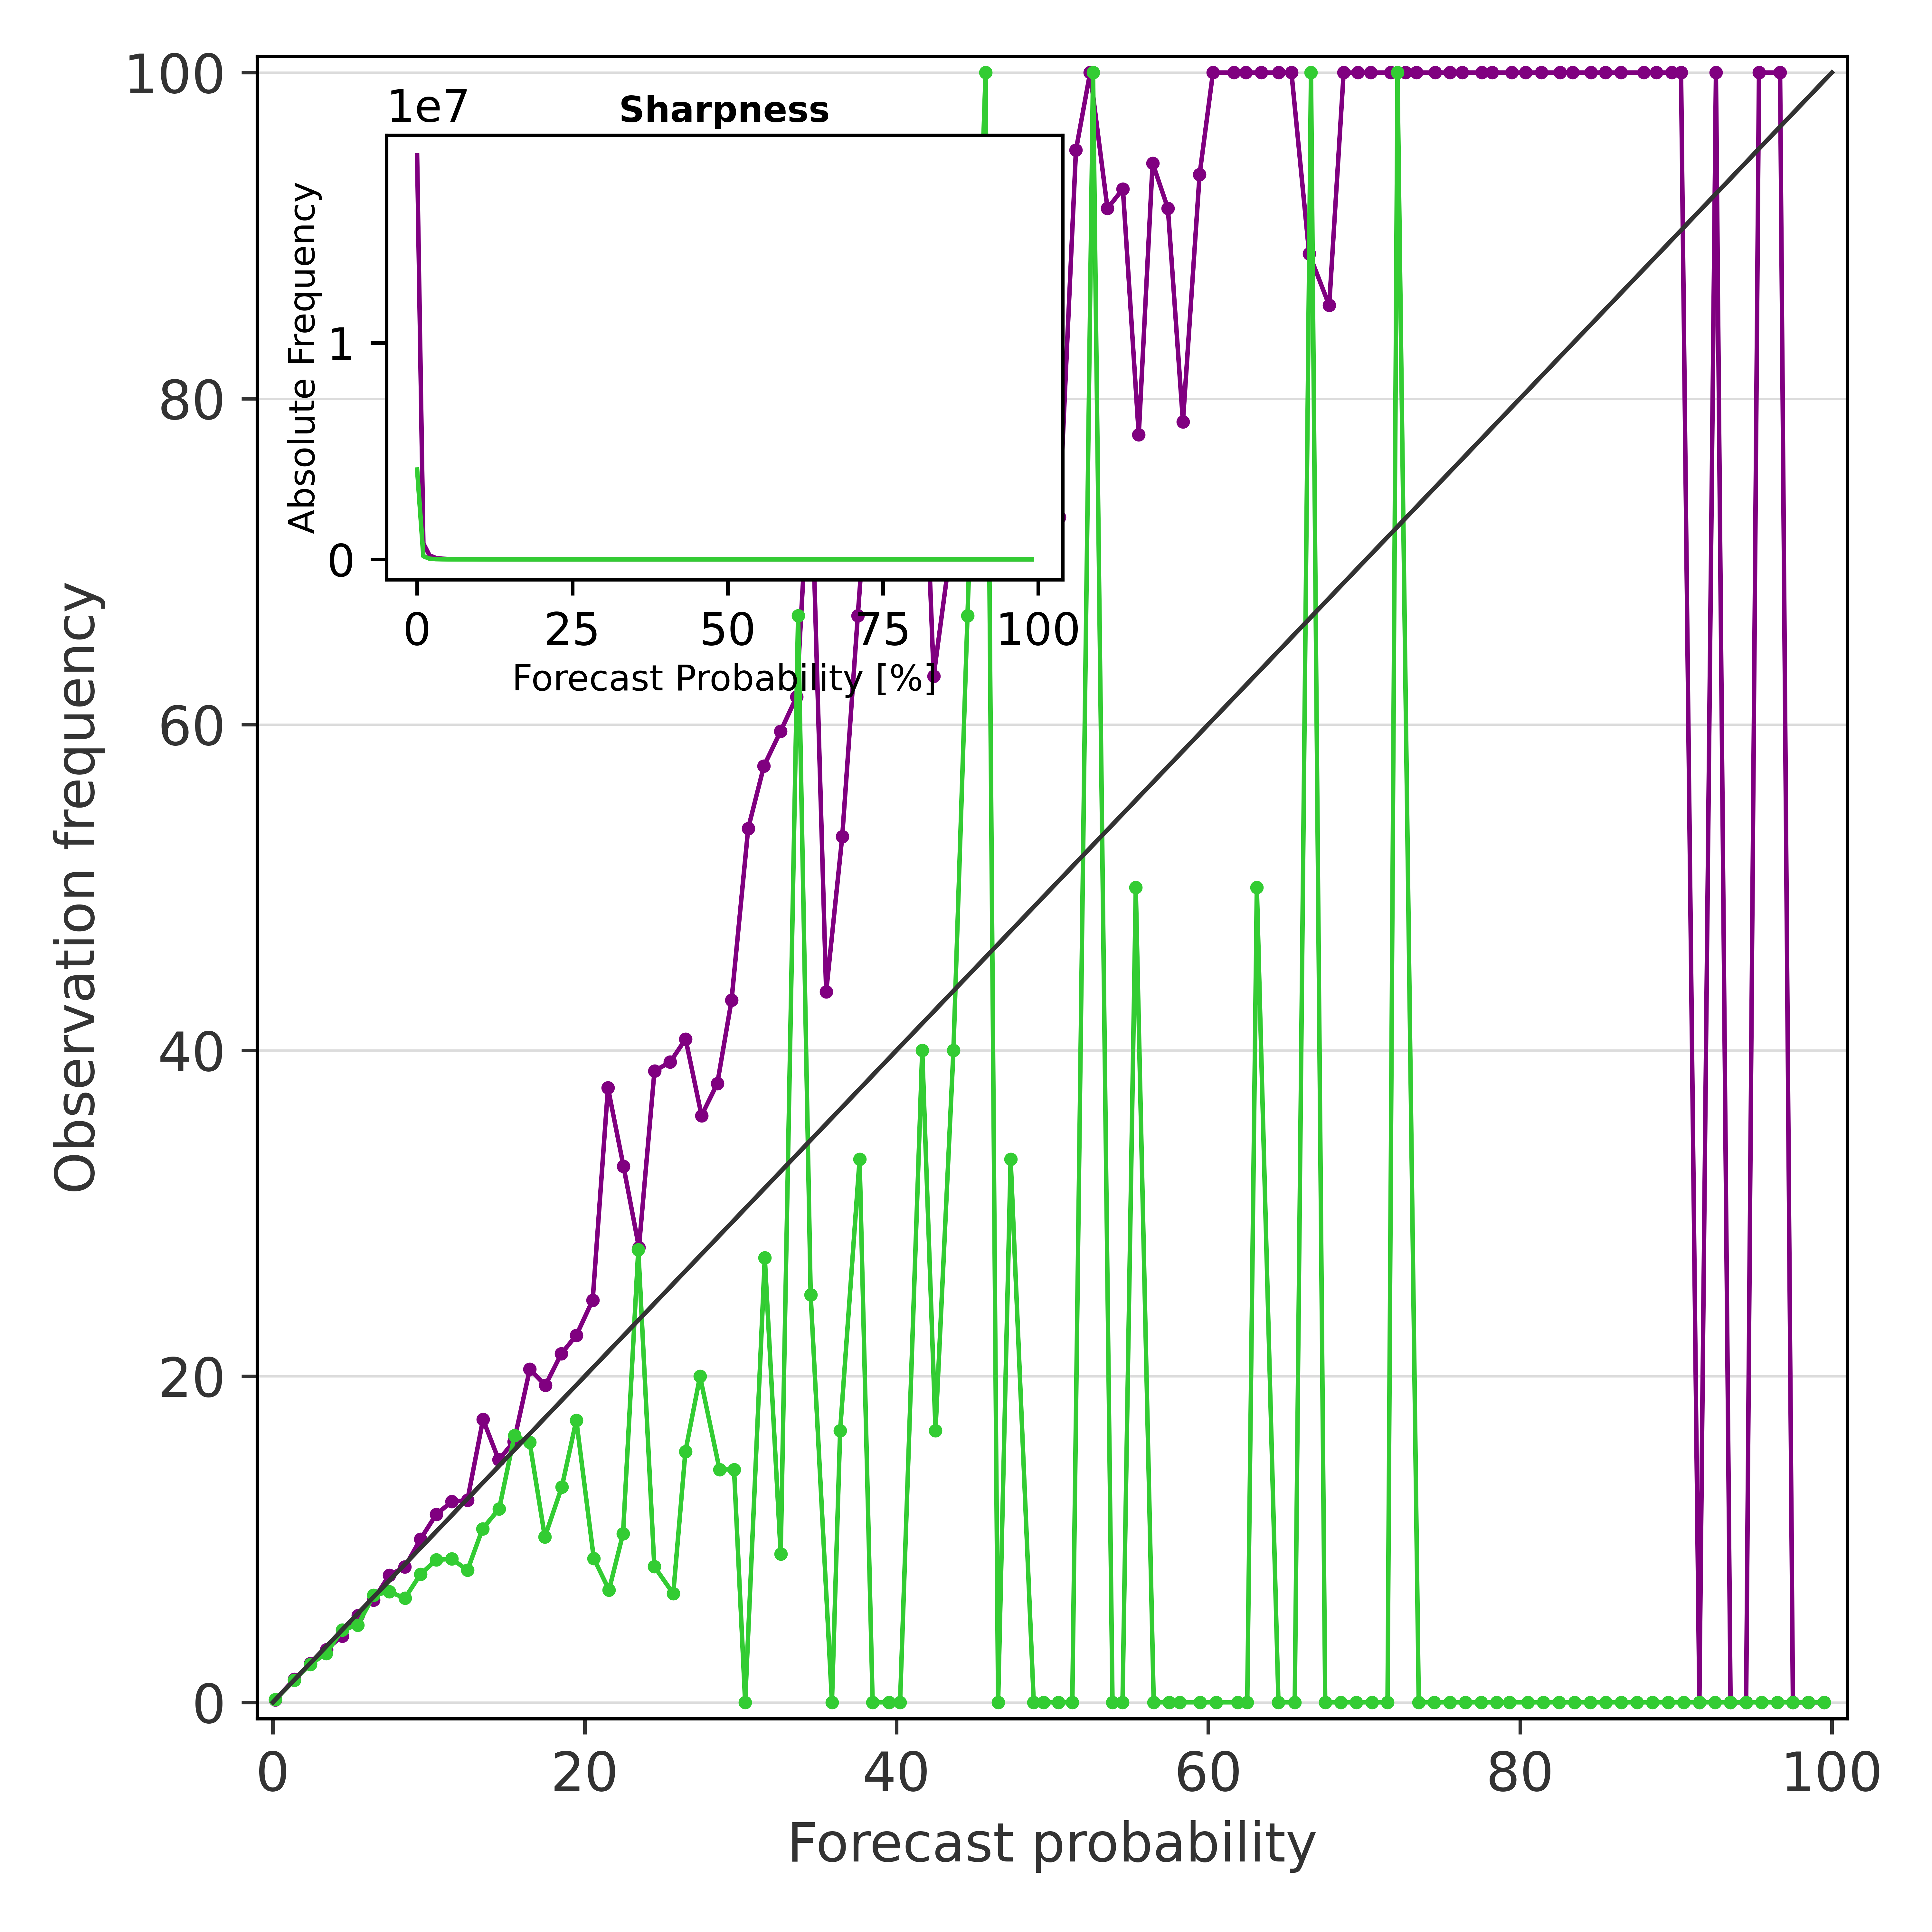 100
80
60
40
20
0
Observation frequency
1e7
Sharpness
1
0
Absolute Frequency
0 25 50 75 100
Forecast Probability [%]
0 20 40 60 80 100
Forecast probability